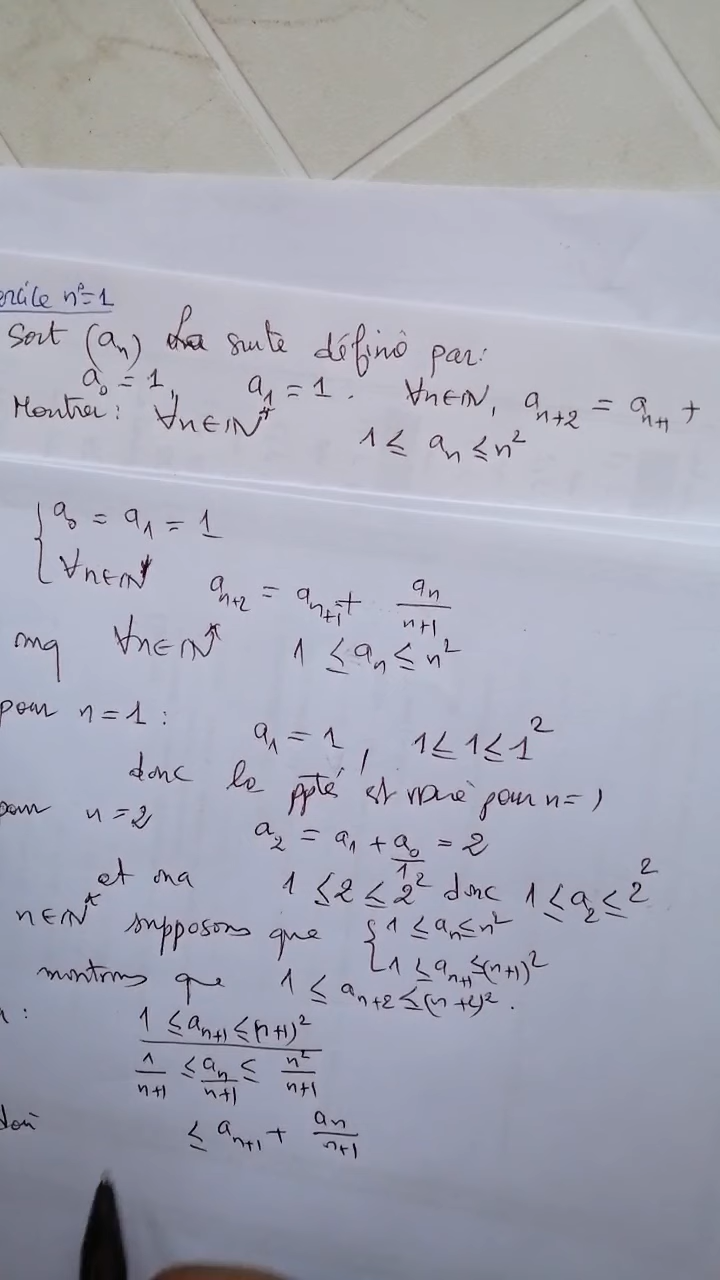 ercice n°=1
Soit (aₙ) La suite définie par:
a₀ = 1, a₁ = 1. ∀n∈ℕ, aₙ₊₂ = aₙ₊₁ +
Montrer: ∀n∈ℕ* 1 ≤ aₙ ≤ n²
{ a₀ = a₁ = 1
∀n∈ℕ* aₙ₊₂ = aₙ₊₁ + aₙ/(n+1)
mq ∀n∈ℕ* 1 ≤ aₙ ≤ n²
pour n=1 : a₁ = 1, 1 ≤ 1 ≤ 1²
donc la ppté est vraie pour n=1
pour n=2 a₂ = a₁ + a₀/1 = 2
et on a 1 ≤ 2 ≤ 2² donc 1 ≤ a₂ ≤ 2²
n∈ℕ* supposons que { 1 ≤ aₙ ≤ n²
1 ≤ aₙ₊₁ ≤ (n+1)²
montrons que 1 ≤ aₙ₊₂ ≤ (n+2)².
: 1 ≤ aₙ₊₁ ≤ (n+1)²
1/(n+1) ≤ aₙ/(n+1) ≤ n²/(n+1)
doù ≤ aₙ₊₁ + aₙ/(n+1)